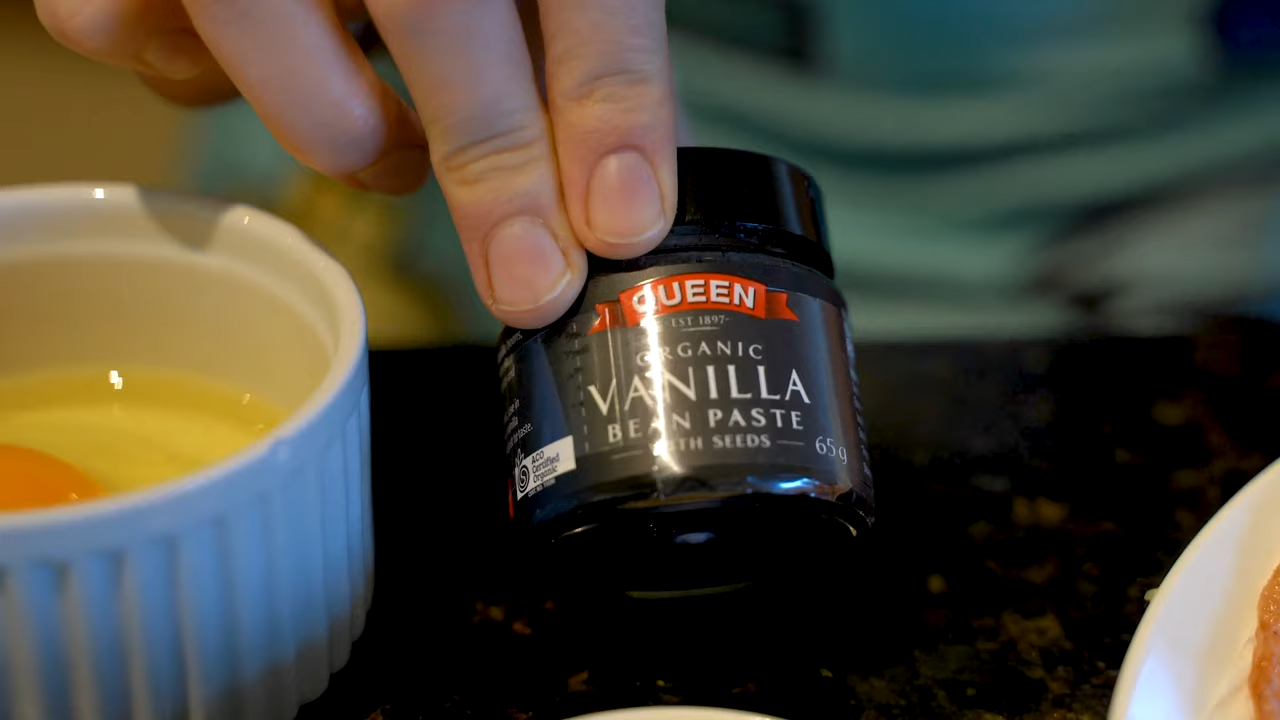 QUEEN
EST 1897
ORGANIC
VANILLA
BEAN PASTE
WITH SEEDS
65g
ACO
Certified
Organic